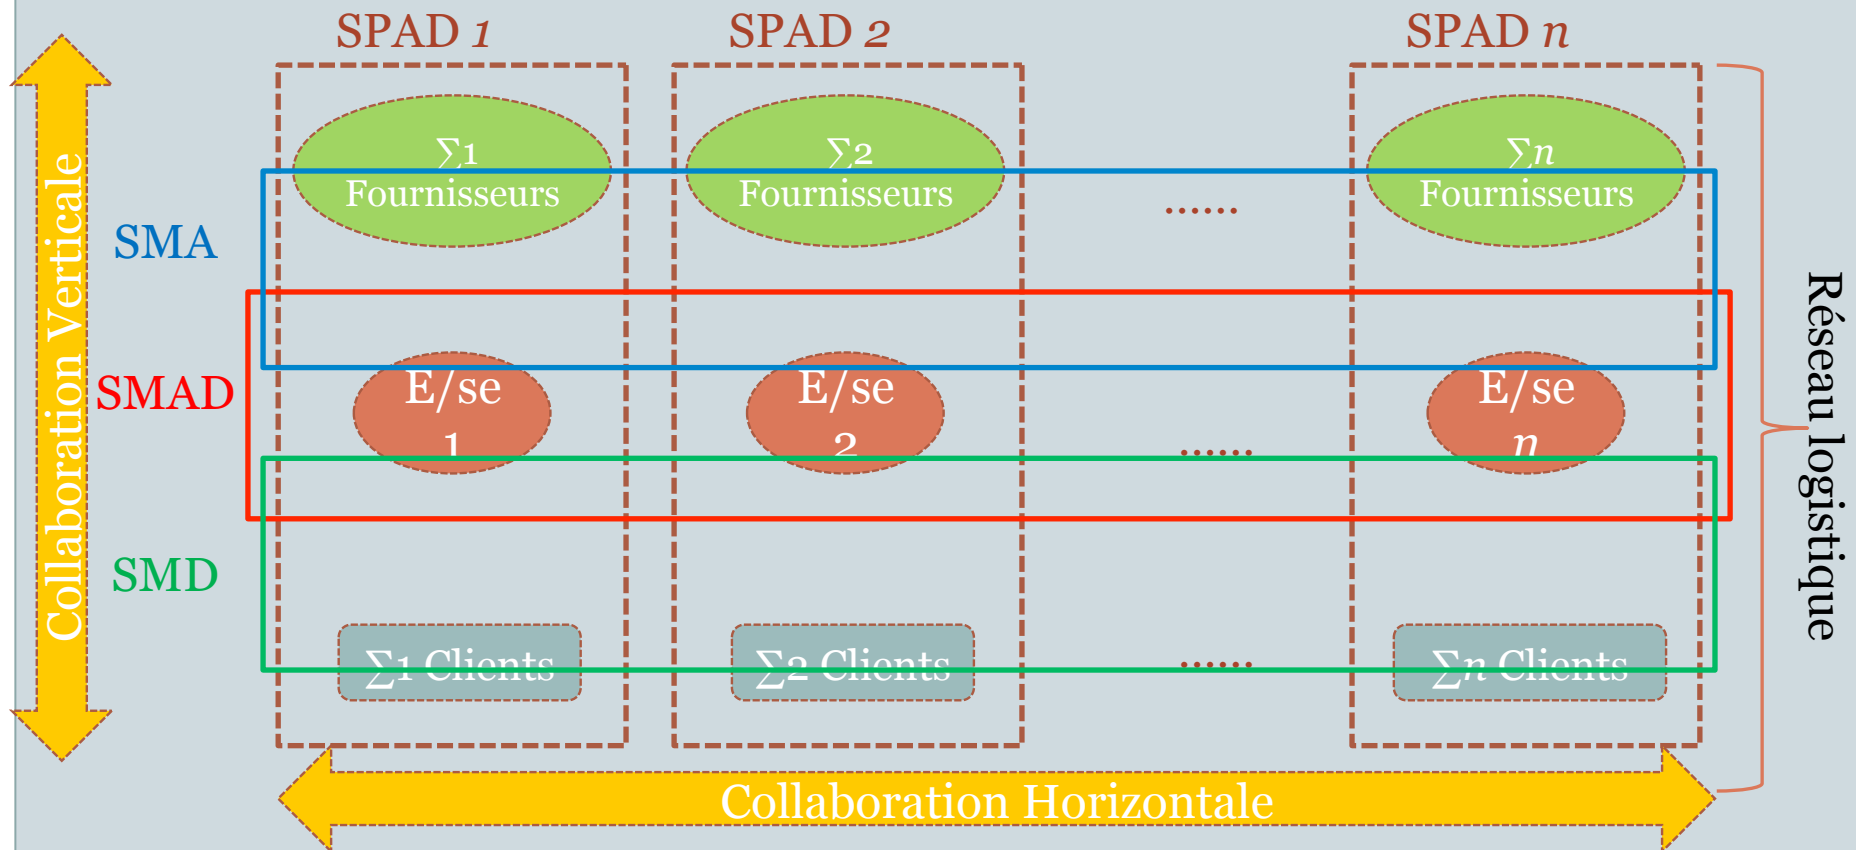 SPAD 1
SPAD 2
SPAD n
∑1
Fournisseurs
∑2
Fournisseurs
......
∑n
Fournisseurs
SMA
SMAD
E/se
1
E/se
2
......
E/se
n
SMD
∑1 Clients
∑2 Clients
......
∑n Clients
Collaboration Verticale
Collaboration Horizontale
Réseau logistique